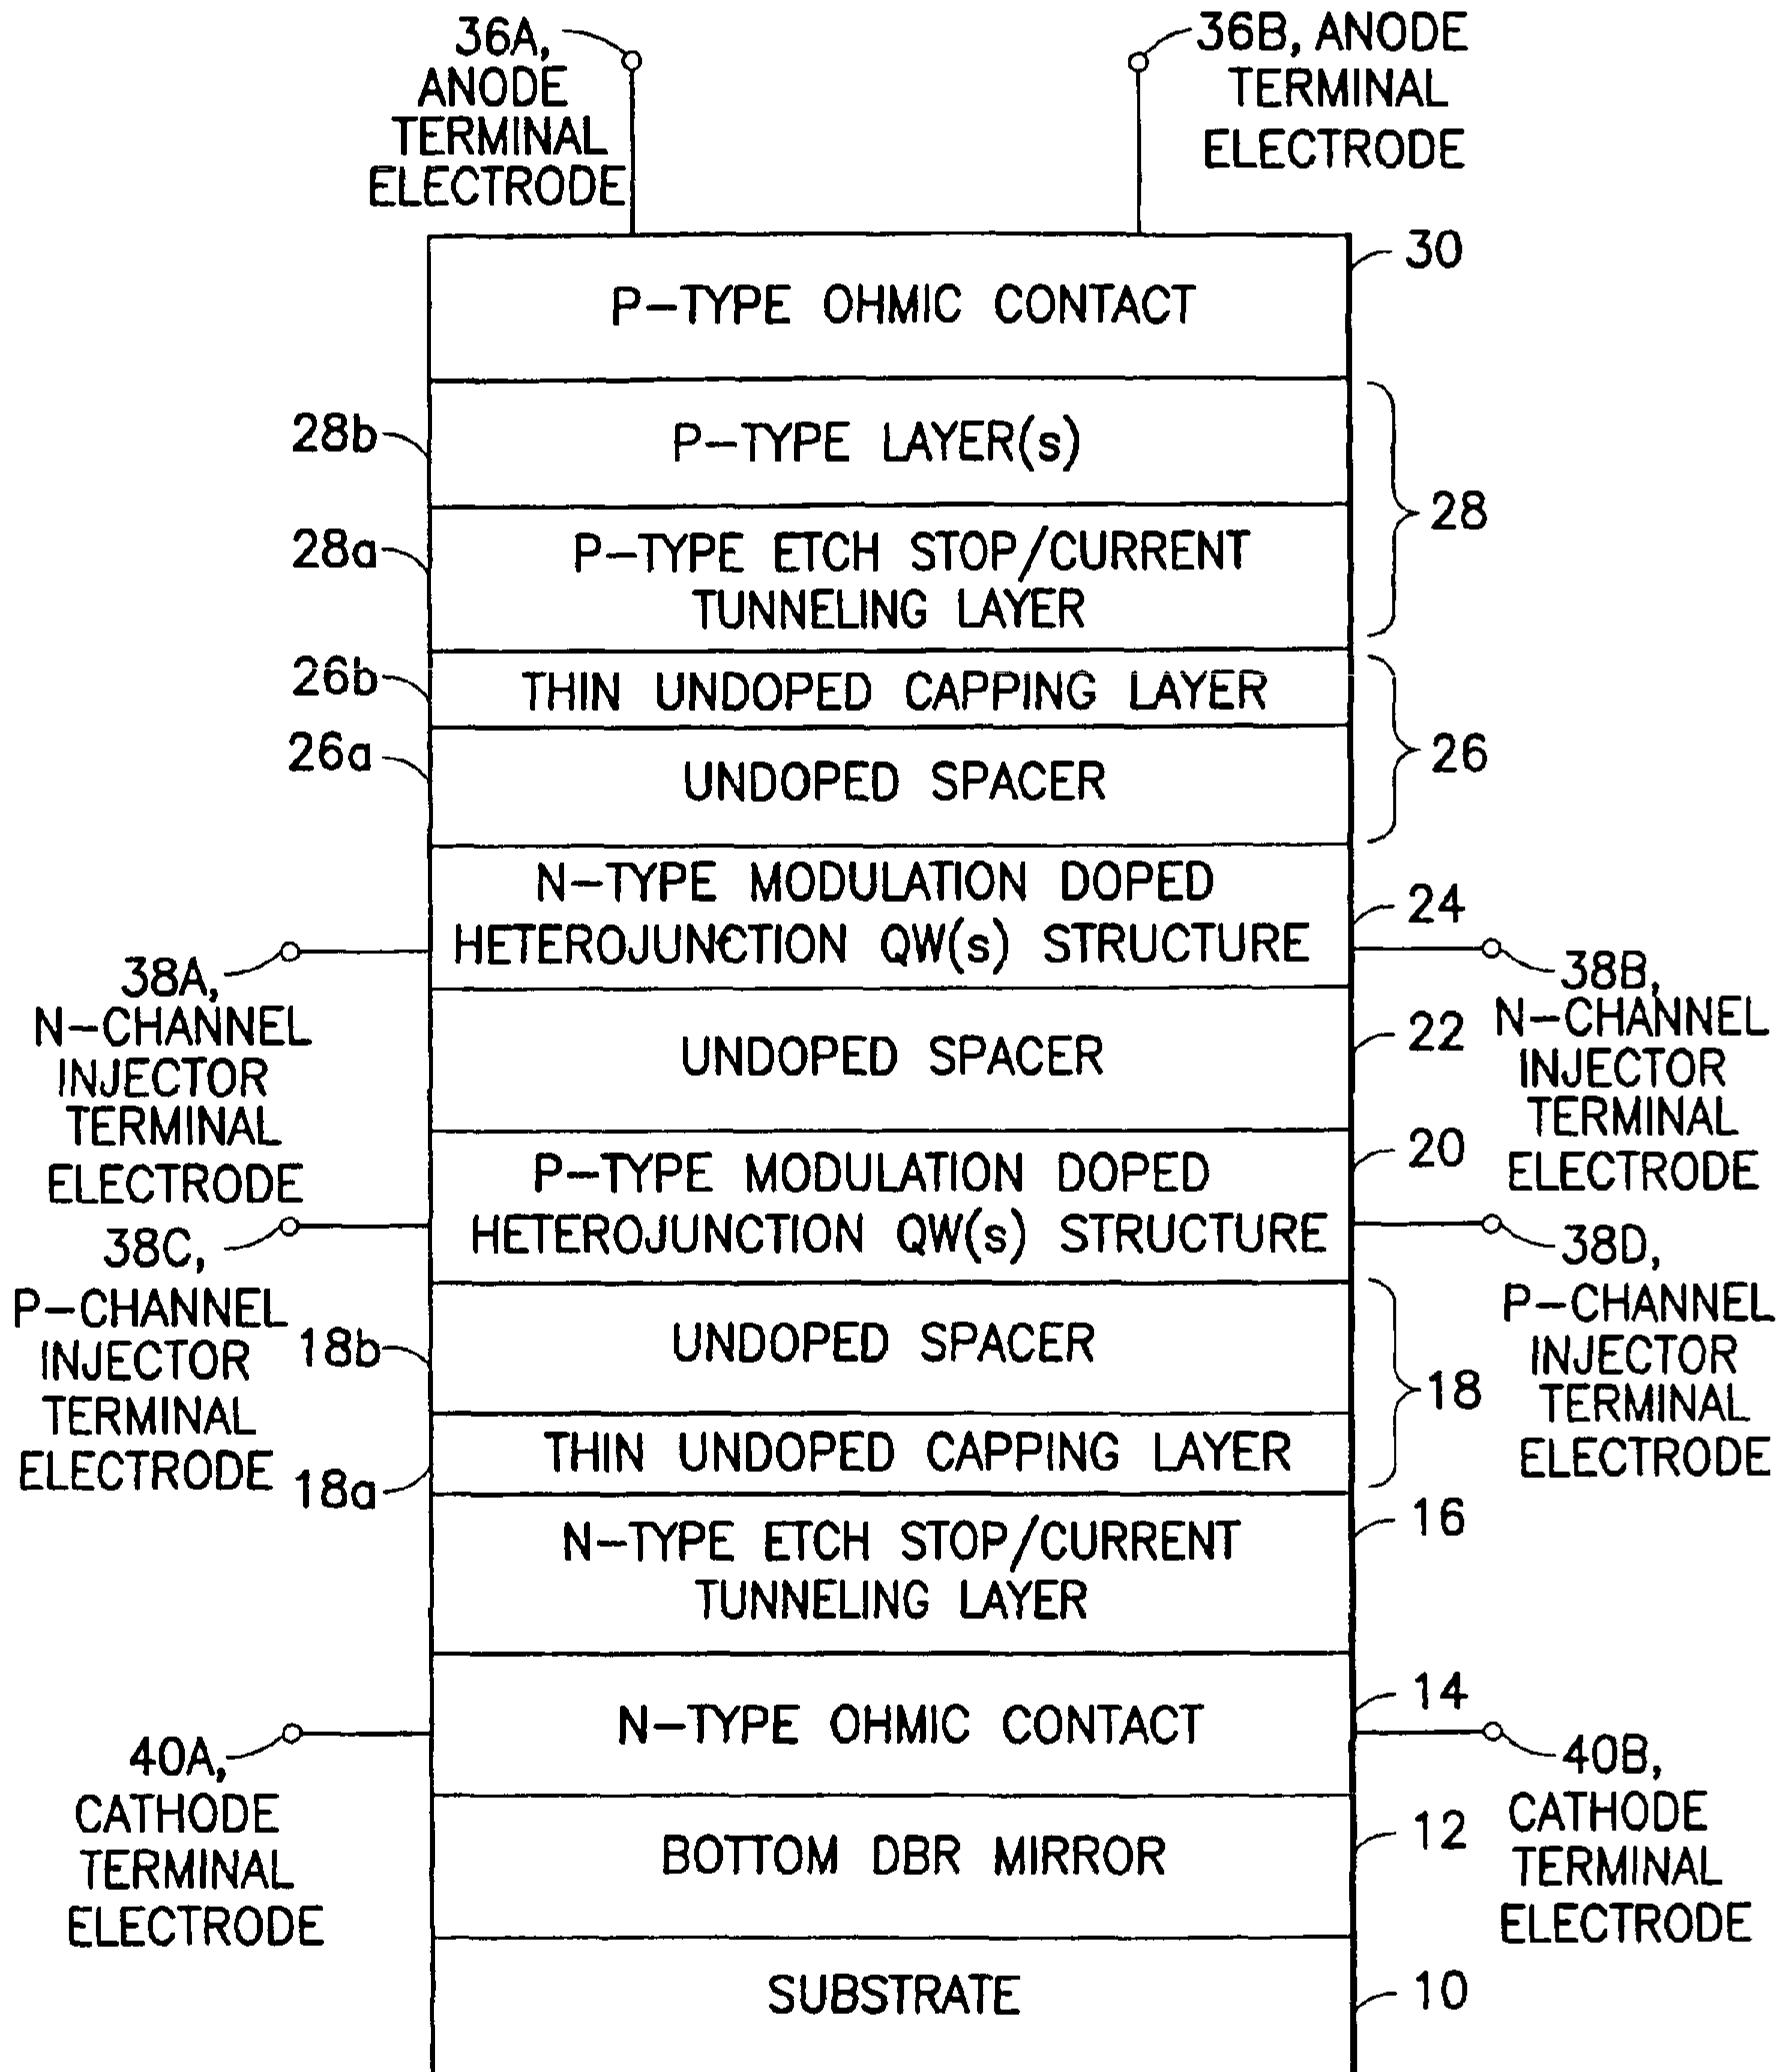 36A,
ANODE
TERMINAL
ELECTRODE
36B, ANODE
TERMINAL
ELECTRODE
30
P-TYPE OHMIC CONTACT
28b
P-TYPE LAYER(s)
28
28a
P-TYPE ETCH STOP/CURRENT
TUNNELING LAYER
26b
THIN UNDOPED CAPPING LAYER
26
26a
UNDOPED SPACER
N-TYPE MODULATION DOPED
HETEROJUNCTION QW(s) STRUCTURE
24
38A,
N-CHANNEL
INJECTOR
TERMINAL
ELECTRODE
38B,
N-CHANNEL
INJECTOR
TERMINAL
ELECTRODE
22
UNDOPED SPACER
20
P-TYPE MODULATION DOPED
HETEROJUNCTION QW(s) STRUCTURE
38C,
P-CHANNEL
INJECTOR
TERMINAL
ELECTRODE
38D,
P-CHANNEL
INJECTOR
TERMINAL
ELECTRODE
18b
UNDOPED SPACER
18
18a
THIN UNDOPED CAPPING LAYER
16
N-TYPE ETCH STOP/CURRENT
TUNNELING LAYER
14
N-TYPE OHMIC CONTACT
40A,
CATHODE
TERMINAL
ELECTRODE
40B,
CATHODE
TERMINAL
ELECTRODE
12
BOTTOM DBR MIRROR
SUBSTRATE
10